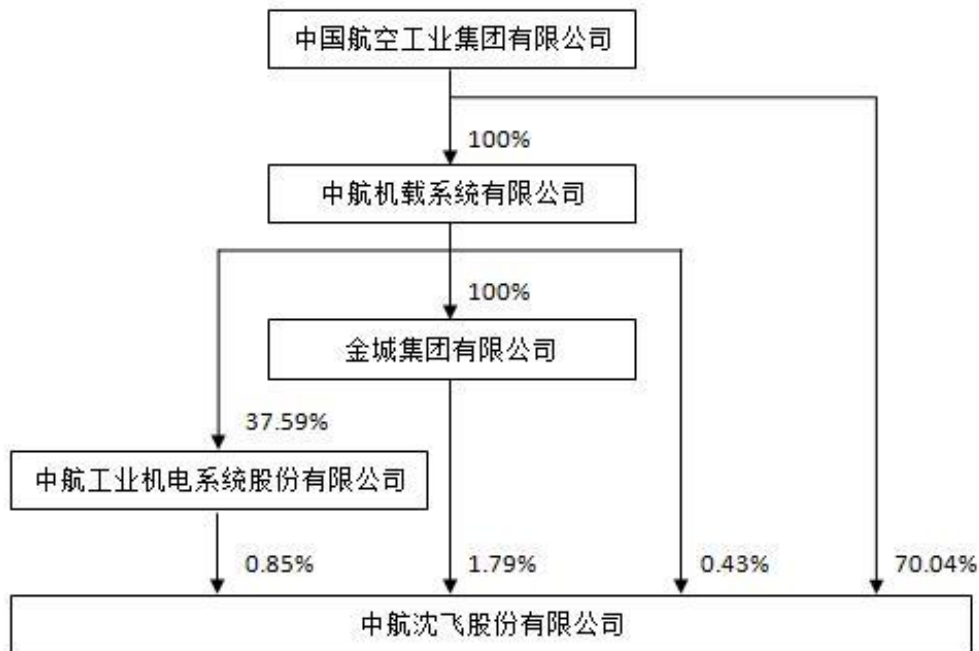 中国航空工业集团有限公司
100%
中航机载系统有限公司
100%
金城集团有限公司
37.59%
中航工业机电系统股份有限公司
0.85%
1.79%
0.43%
70.04%
中航沈飞股份有限公司